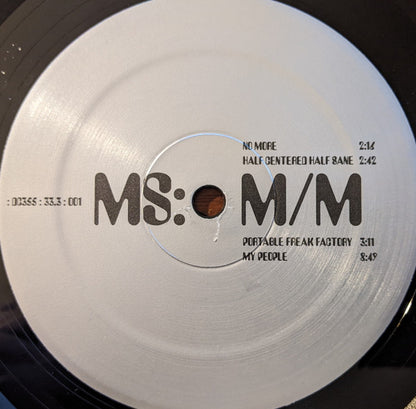 NO MORE 2:16
HALF CENTERED HALF SANE 2:42
: 00355 : 33.3 : 001 MS: M/M
PORTABLE FREAK FACTORY 3:11
MY PEOPLE 8:49